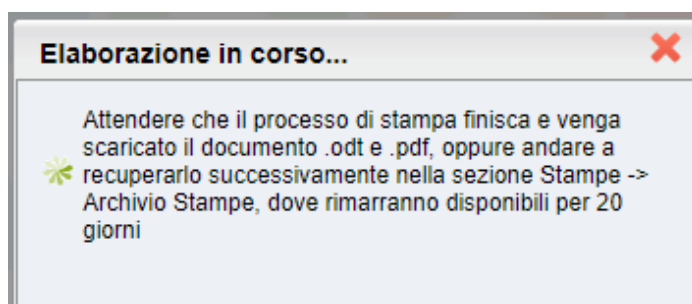 Elaborazione in corso...
Attendere che il processo di stampa finisca e venga
scaricato il documento .odt e .pdf, oppure andare a
recuperarlo successivamente nella sezione Stampe ->
Archivio Stampe, dove rimarranno disponibili per 20
giorni